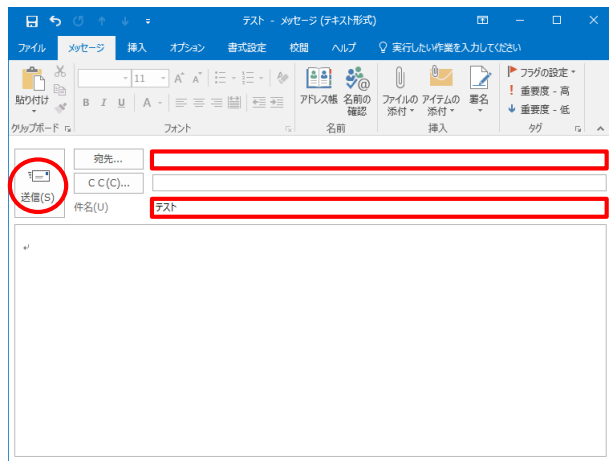 テスト - メッセージ (テキスト形式)
ファイル メッセージ 挿入 オプション 書式設定 校閲 ヘルプ 実行したい作業を入力してください
貼り付け
11 A A
B I U A
アドレス帳 名前の確認
ファイルの添付 アイテムの添付 署名
フラグの設定
! 重要度 - 高
重要度 - 低
クリップボード フォント 名前 挿入 タグ
宛先...
C C (C)...
送信(S)
件名(U) テスト